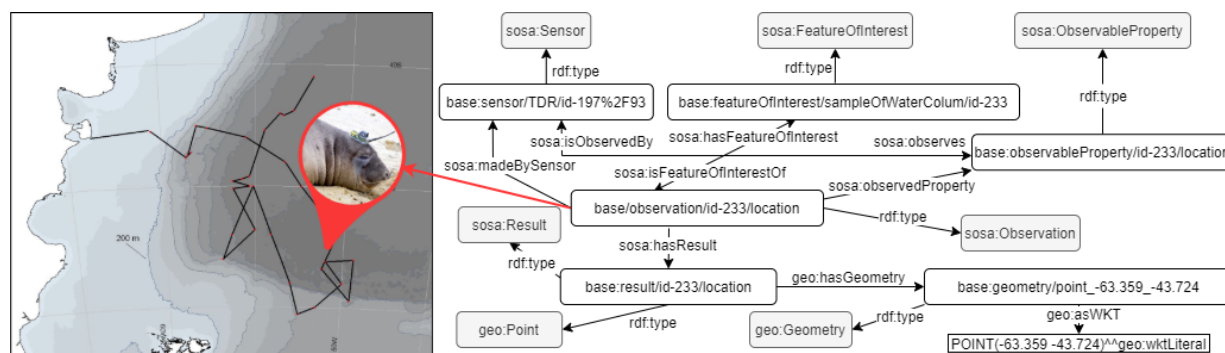 40S
200 m
60W
60W
sosa:Sensor
sosa:FeatureOfInterest
sosa:ObservableProperty
rdf:type
rdf:type
rdf:type
base:sensor/TDR/id-197%2F93
base:featureOfInterest/sampleOfWaterColum/id-233
sosa:isObservedBy
sosa:hasFeatureOfInterest
sosa:observes
base:observableProperty/id-233/location
sosa:madeBySensor
sosa:isFeatureOfInterestOf
sosa:observedProperty
base/observation/id-233/location
rdf:type
sosa:Result
sosa:Observation
sosa:hasResult
rdf:type
geo:hasGeometry
base:result/id-233/location
base:geometry/point_-63.359_-43.724
rdf:type
rdf:type
geo:asWKT
geo:Point
geo:Geometry
POINT(-63.359 -43.724)^^geo:wktLiteral